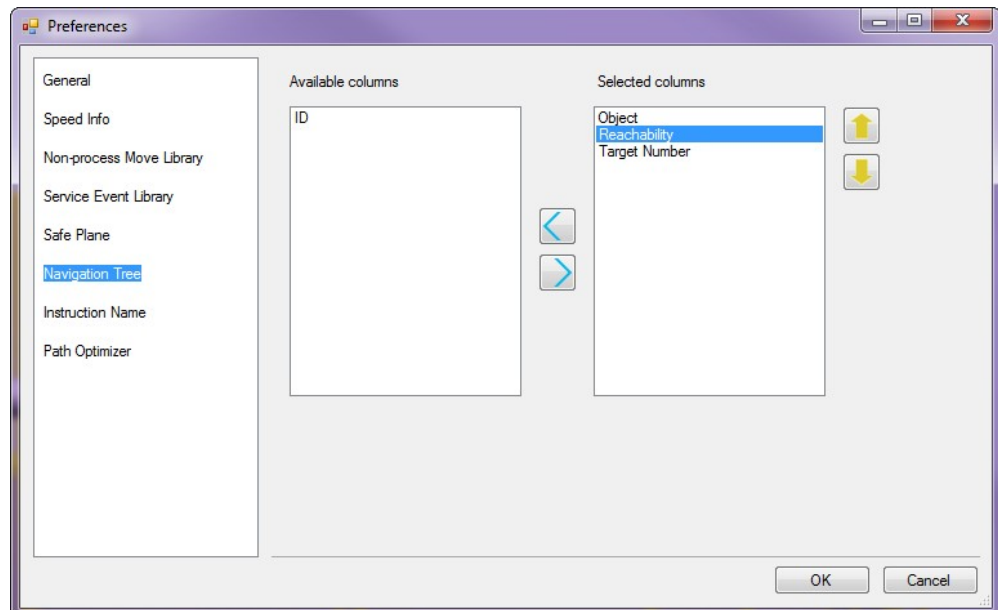 Preferences
General
Speed Info
Non-process Move Library
Service Event Library
Safe Plane
Navigation Tree
Instruction Name
Path Optimizer
Available columns
ID
Selected columns
Object
Reachability
Target Number
OK
Cancel